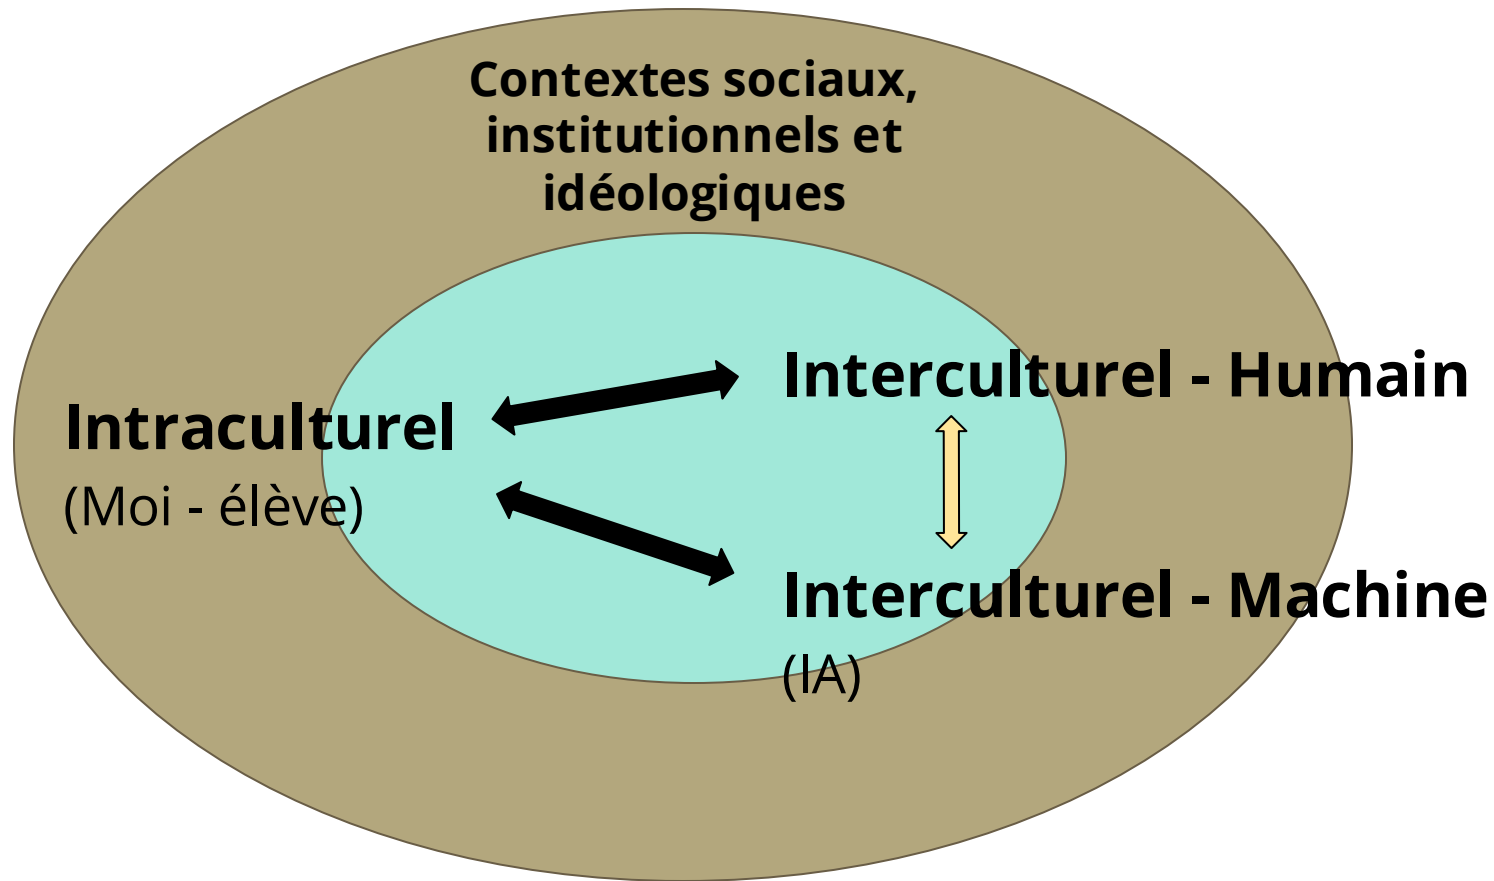 Contextes sociaux,
institutionnels et
idéologiques
Interculturel - Humain
Intraculturel
(Moi - élève)
Interculturel - Machine
(IA)